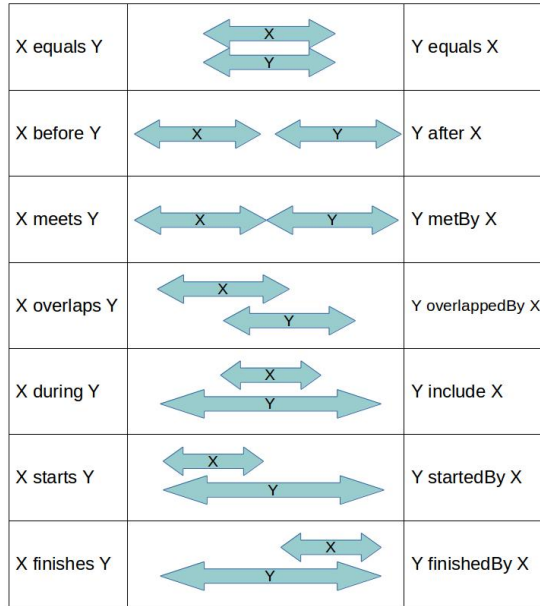 X equals Y
X
Y
Y equals X
X before Y
X
Y
Y after X
X meets Y
X
Y
Y metBy X
X overlaps Y
X
Y
Y overlappedBy X
X during Y
X
Y
Y include X
X starts Y
X
Y
Y startedBy X
X finishes Y
X
Y
Y finishedBy X